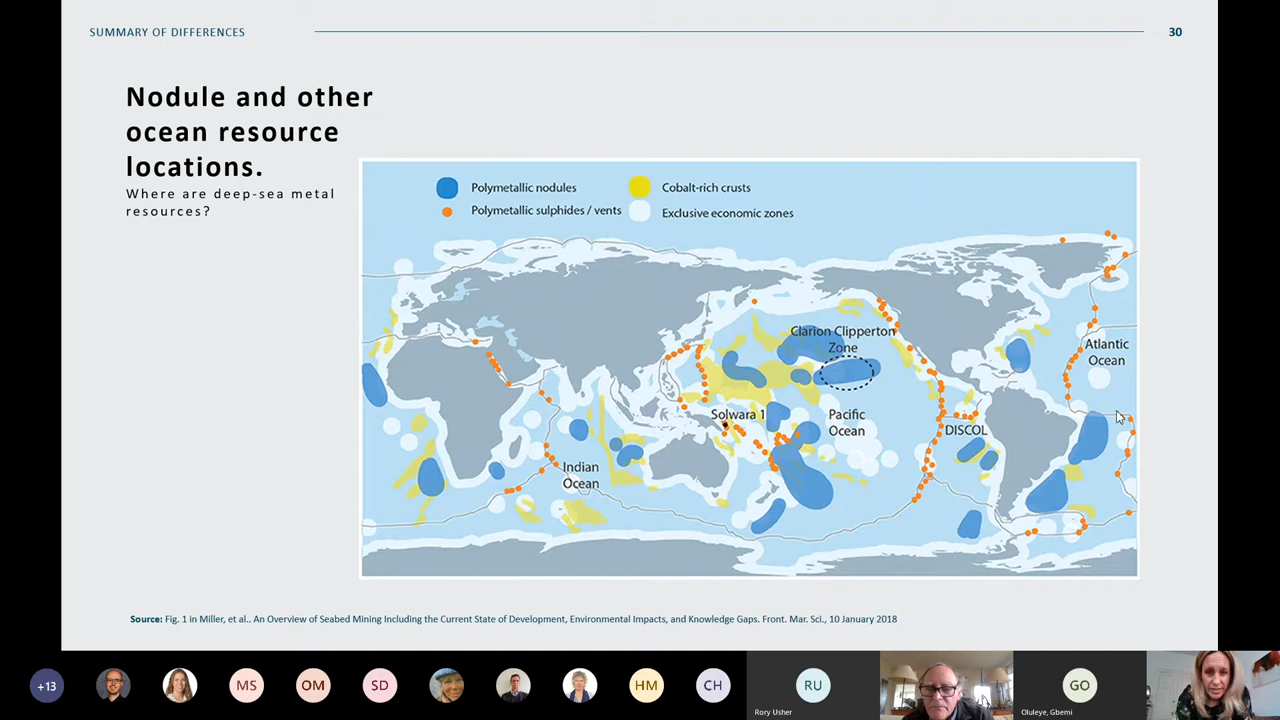 SUMMARY OF DIFFERENCES
30
Nodule and other
ocean resource
locations.
Where are deep-sea metal
resources?
Polymetallic nodules
Cobalt-rich crusts
Polymetallic sulphides / vents
Exclusive economic zones
Clarion Clipperton
Zone
Atlantic
Ocean
Solwara 1
Pacific
Ocean
DISCOL
Indian
Ocean
Source: Fig. 1 in Miller, et al.. An Overview of Seabed Mining Including the Current State of Development, Environmental Impacts, and Knowledge Gaps. Front. Mar. Sci., 10 January 2018
+13
MS
OM
SD
HM
CH
RU
GO
Rory Usher
Oluleye, Gbemi